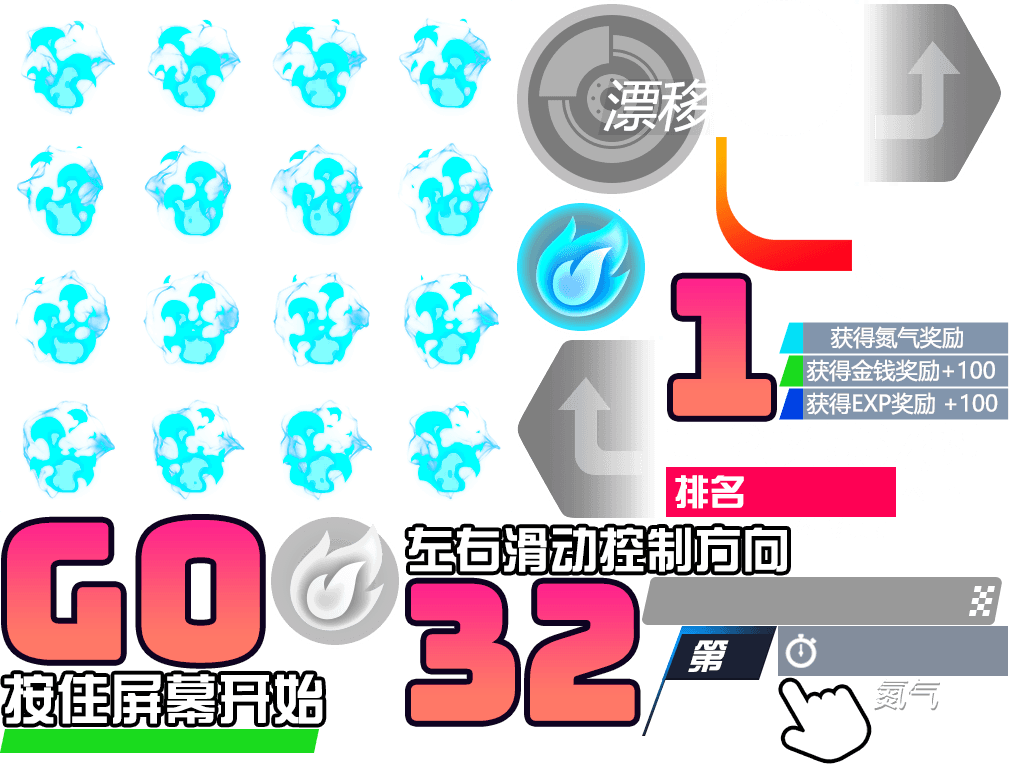 漂移
1
获得氮气奖励
获得金钱奖励+100
获得EXP奖励 +100
排名
GO
左右滑动控制方向
32
第
按住屏幕开始
氮气